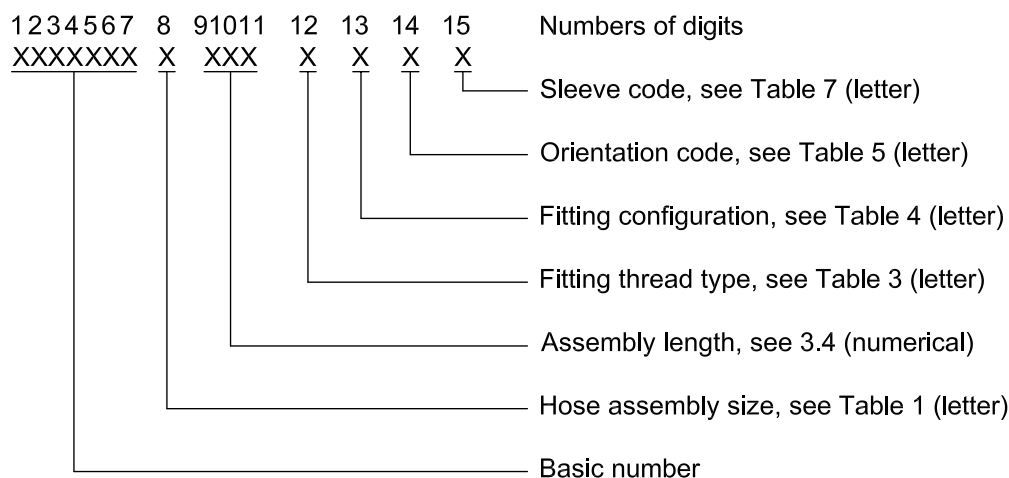 1234567 8 91011 12 13 14 15 Numbers of digits
XXXXXXX X XXX X X X X
Sleeve code, see Table 7 (letter)
Orientation code, see Table 5 (letter)
Fitting configuration, see Table 4 (letter)
Fitting thread type, see Table 3 (letter)
Assembly length, see 3.4 (numerical)
Hose assembly size, see Table 1 (letter)
Basic number